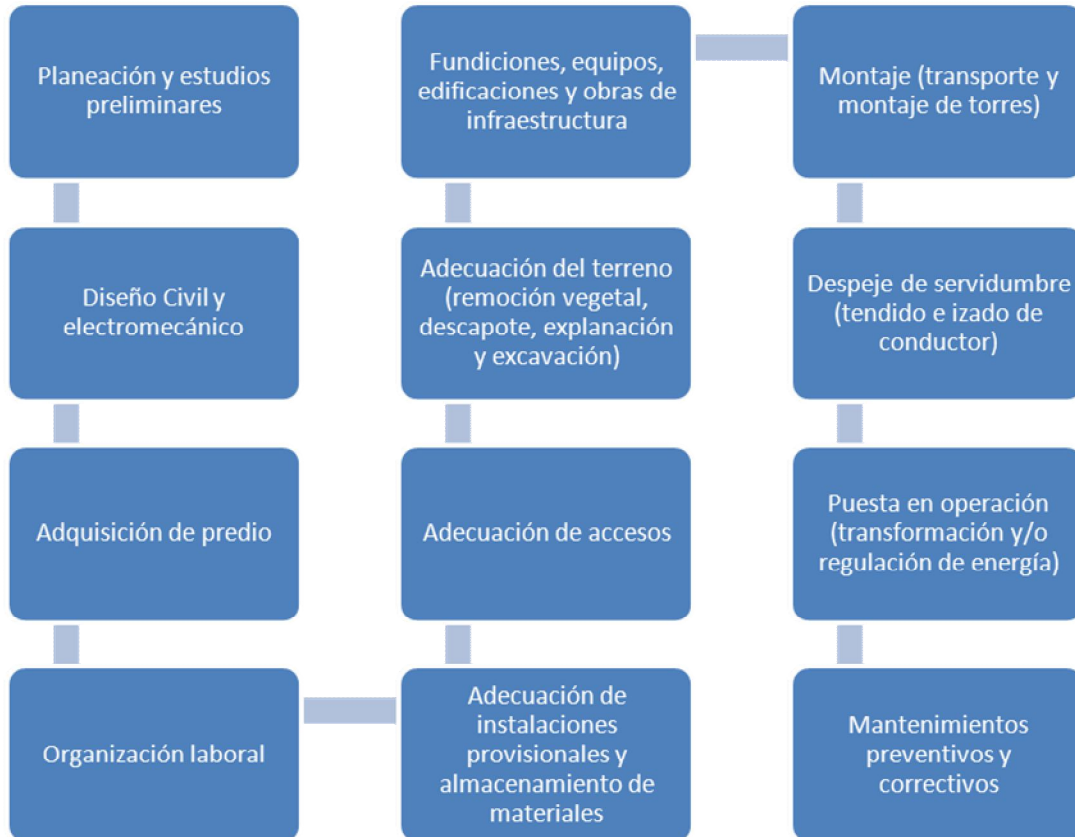 Planeación y estudios
preliminares
Diseño Civil y
electromecánico
Adquisición de predio
Organización laboral
Adecuación de
instalaciones
provisionales y
almacenamiento de
materiales
Adecuación de accesos
Adecuación del terreno
(remoción vegetal,
descapote, explanación
y excavación)
Fundiciones, equipos,
edificaciones y obras de
infraestructura
Montaje (transporte y
montaje de torres)
Despeje de servidumbre
(tendido e izado de
conductor)
Puesta en operación
(transformación y/o
regulación de energía)
Mantenimientos
preventivos y
correctivos